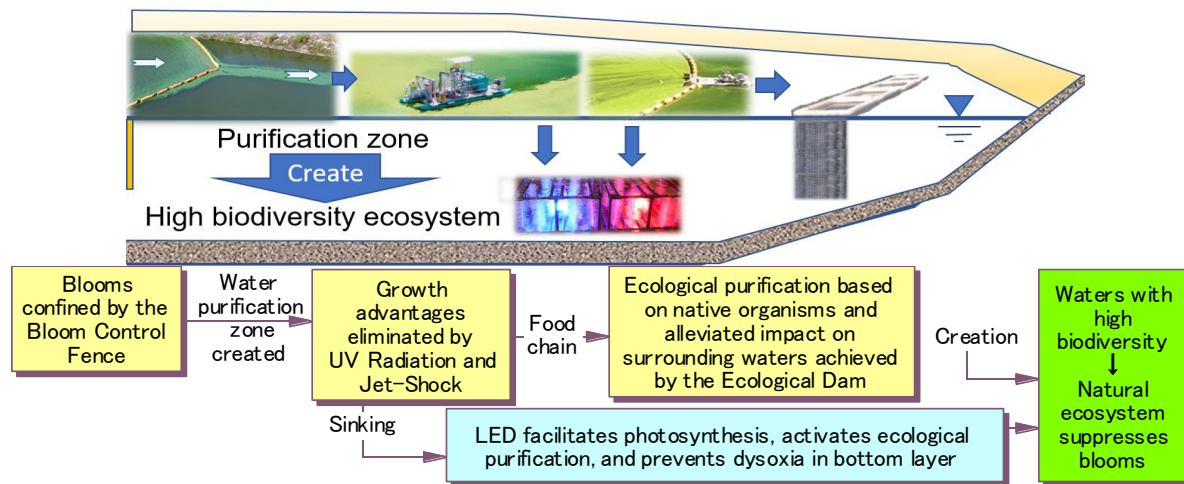 Purification zone
Create
High biodiversity ecosystem
Blooms
confined by the
Bloom Control
Fence
Water
purification
zone
created
Growth
advantages
eliminated by
UV Radiation and
Jet-Shock
Food
chain
Ecological purification based
on native organisms and
alleviated impact on
surrounding waters achieved
by the Ecological Dam
Creation
Waters with
high
biodiversity
↓
Natural
ecosystem
suppresses
blooms
Sinking
LED facilitates photosynthesis, activates ecological
purification, and prevents dysoxia in bottom layer